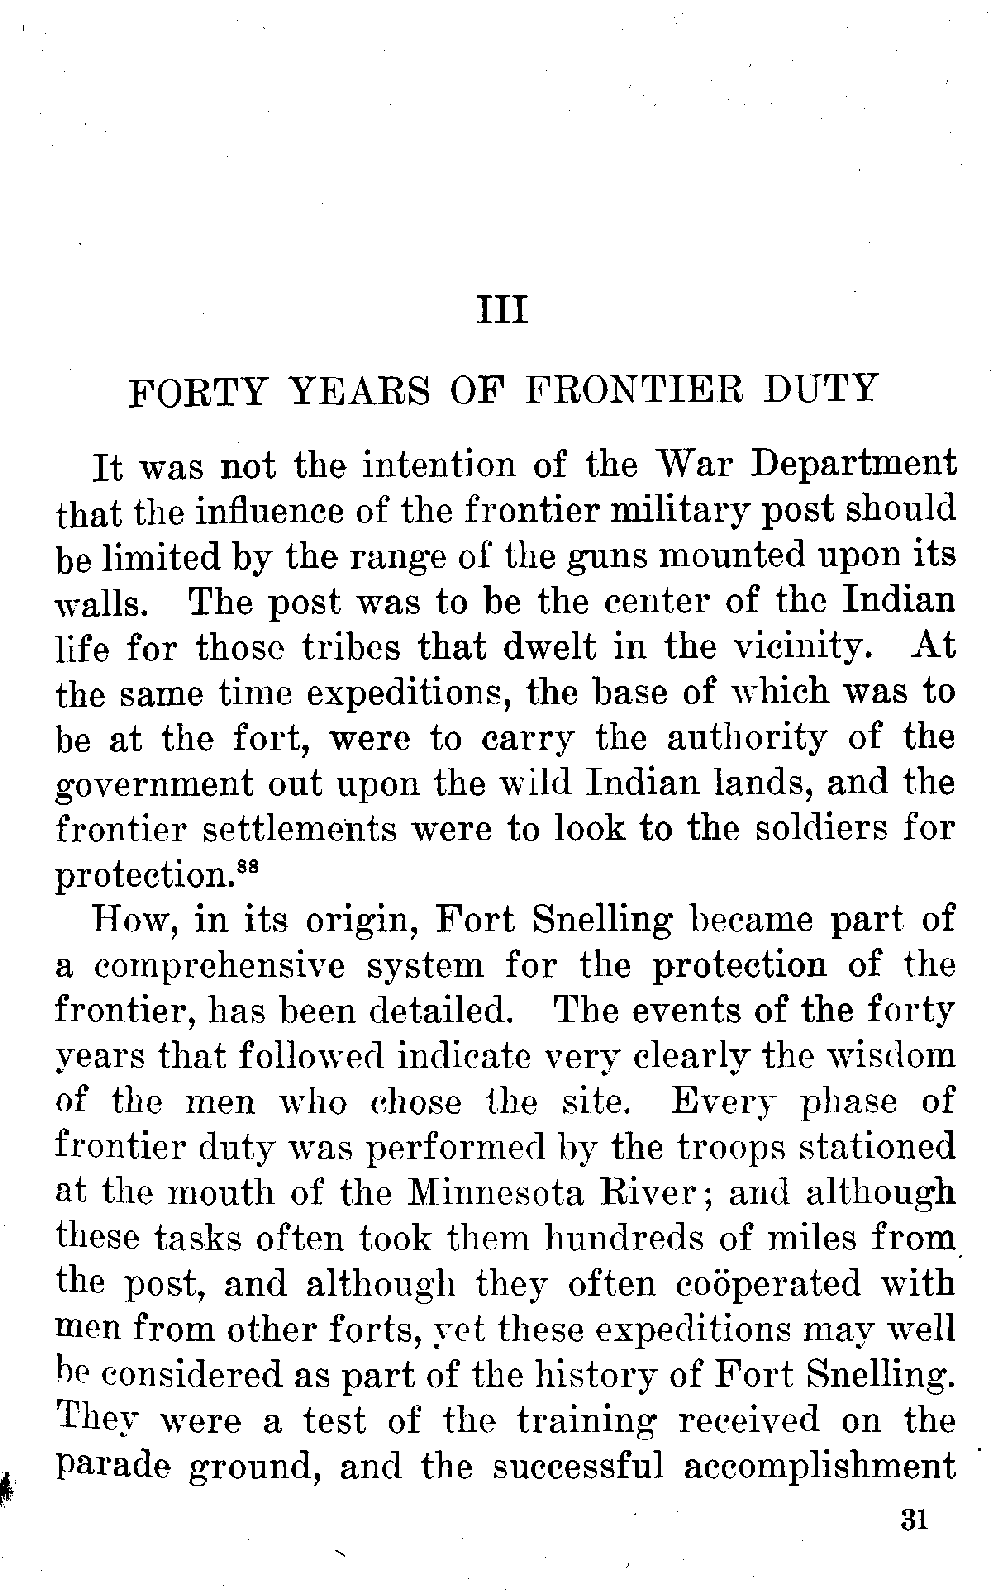 III
FORTY YEARS OF FRONTIER DUTY
It was not the intention of the War Department
that the influence of the frontier military post should
be limited by the range of the guns mounted upon its
walls. The post was to be the center of the Indian
life for those tribes that dwelt in the vicinity. At
the same time expeditions, the base of which was to
be at the fort, were to carry the authority of the
government out upon the wild Indian lands, and the
frontier settlements were to look to the soldiers for
protection.⁸⁸
How, in its origin, Fort Snelling became part of
a comprehensive system for the protection of the
frontier, has been detailed. The events of the forty
years that followed indicate very clearly the wisdom
of the men who chose the site. Every phase of
frontier duty was performed by the troops stationed
at the mouth of the Minnesota River; and although
these tasks often took them hundreds of miles from
the post, and although they often coöperated with
men from other forts, yet these expeditions may well
be considered as part of the history of Fort Snelling.
They were a test of the training received on the
parade ground, and the successful accomplishment
31